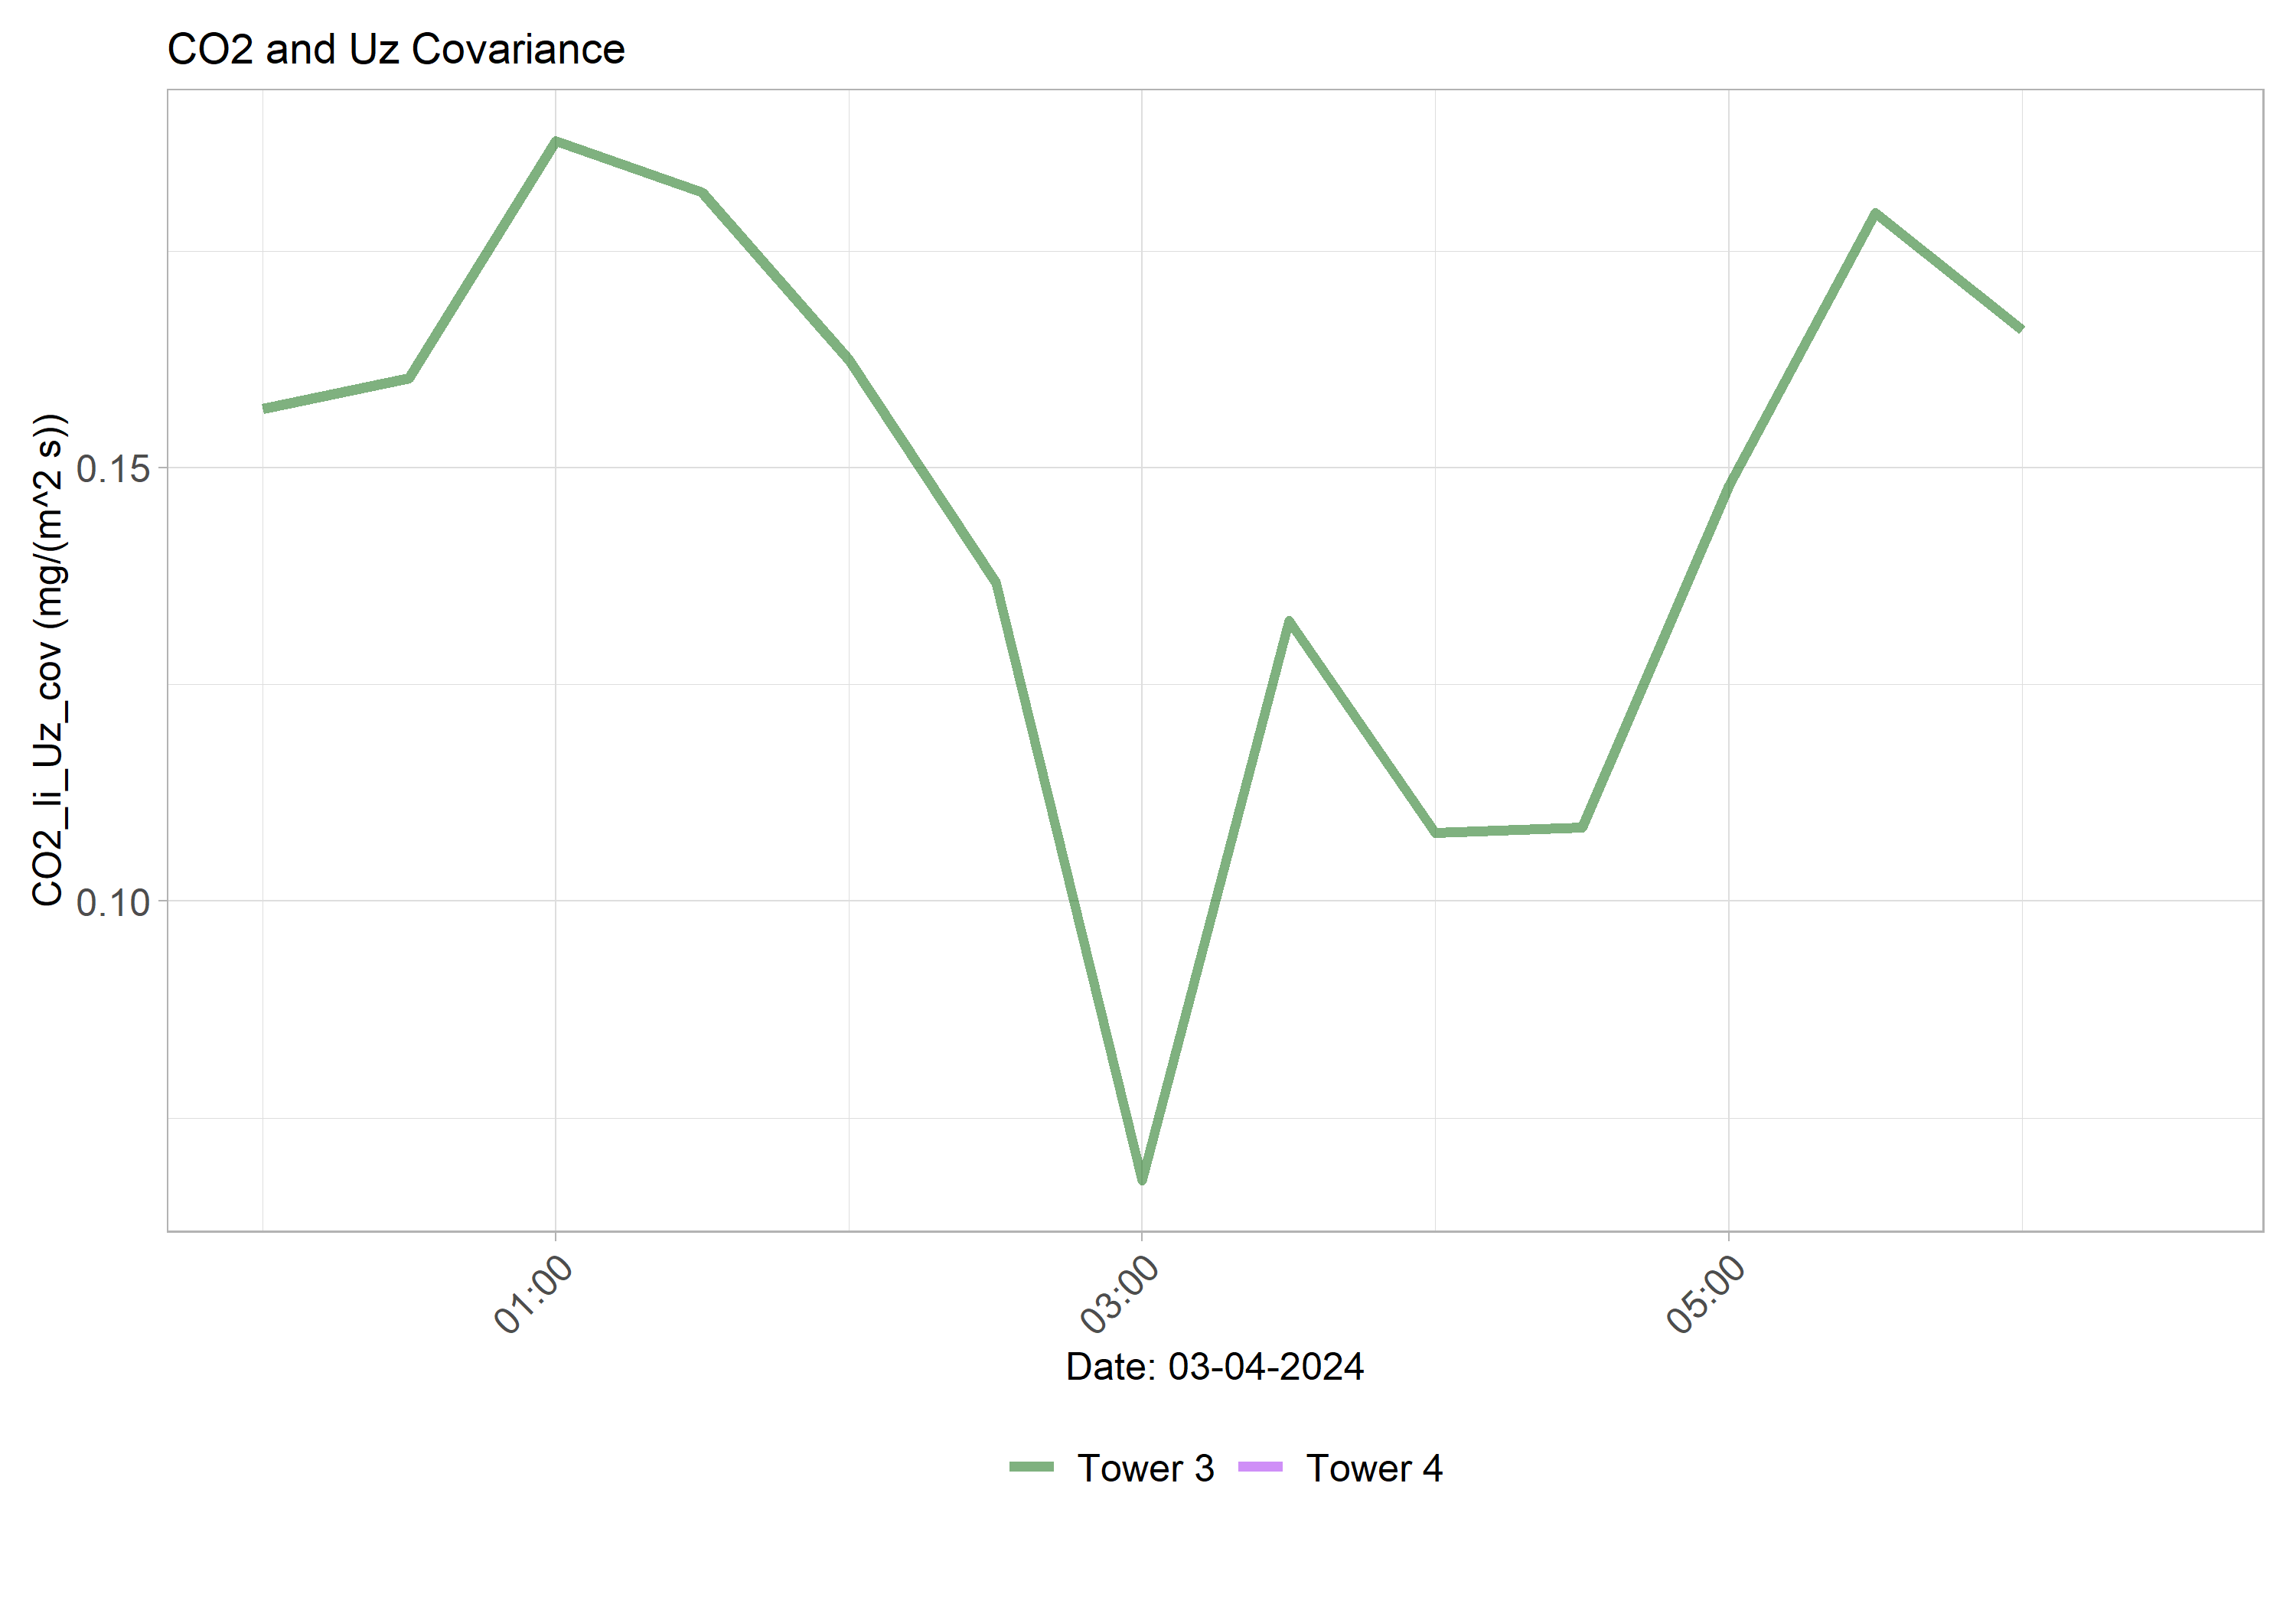 CO2 and Uz Covariance
CO2_li_Uz_cov (mg/(m^2 s))
0.15
0.10
01:00
03:00
05:00
Date: 03-04-2024
Tower 3
Tower 4